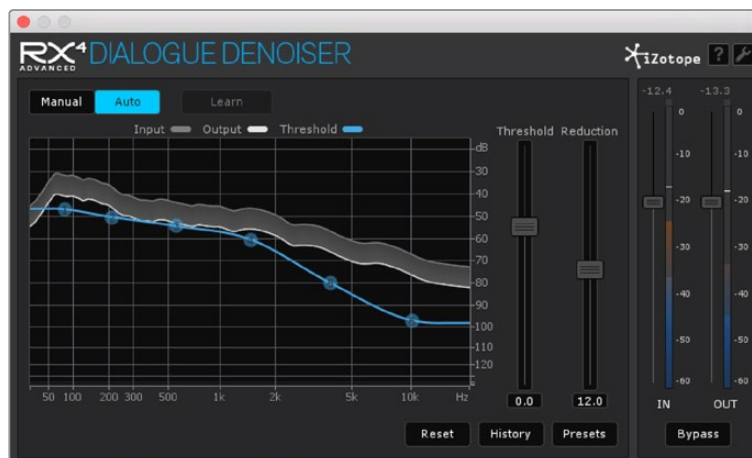 RX4 DIALOGUE DENOISER
ADVANCED
iZotope ?
Manual Auto Learn
Input Output Threshold
Threshold Reduction
-12.4 -13.3
dB
30
40
50
60
70
80
90
100
110
120
50 100 200 300 500 1k 2k 5k 10k Hz
0.0 12.0
0
-10
-20
-30
-40
-50
-60
0
-10
-20
-30
-40
-50
-60
IN OUT
Reset History Presets Bypass